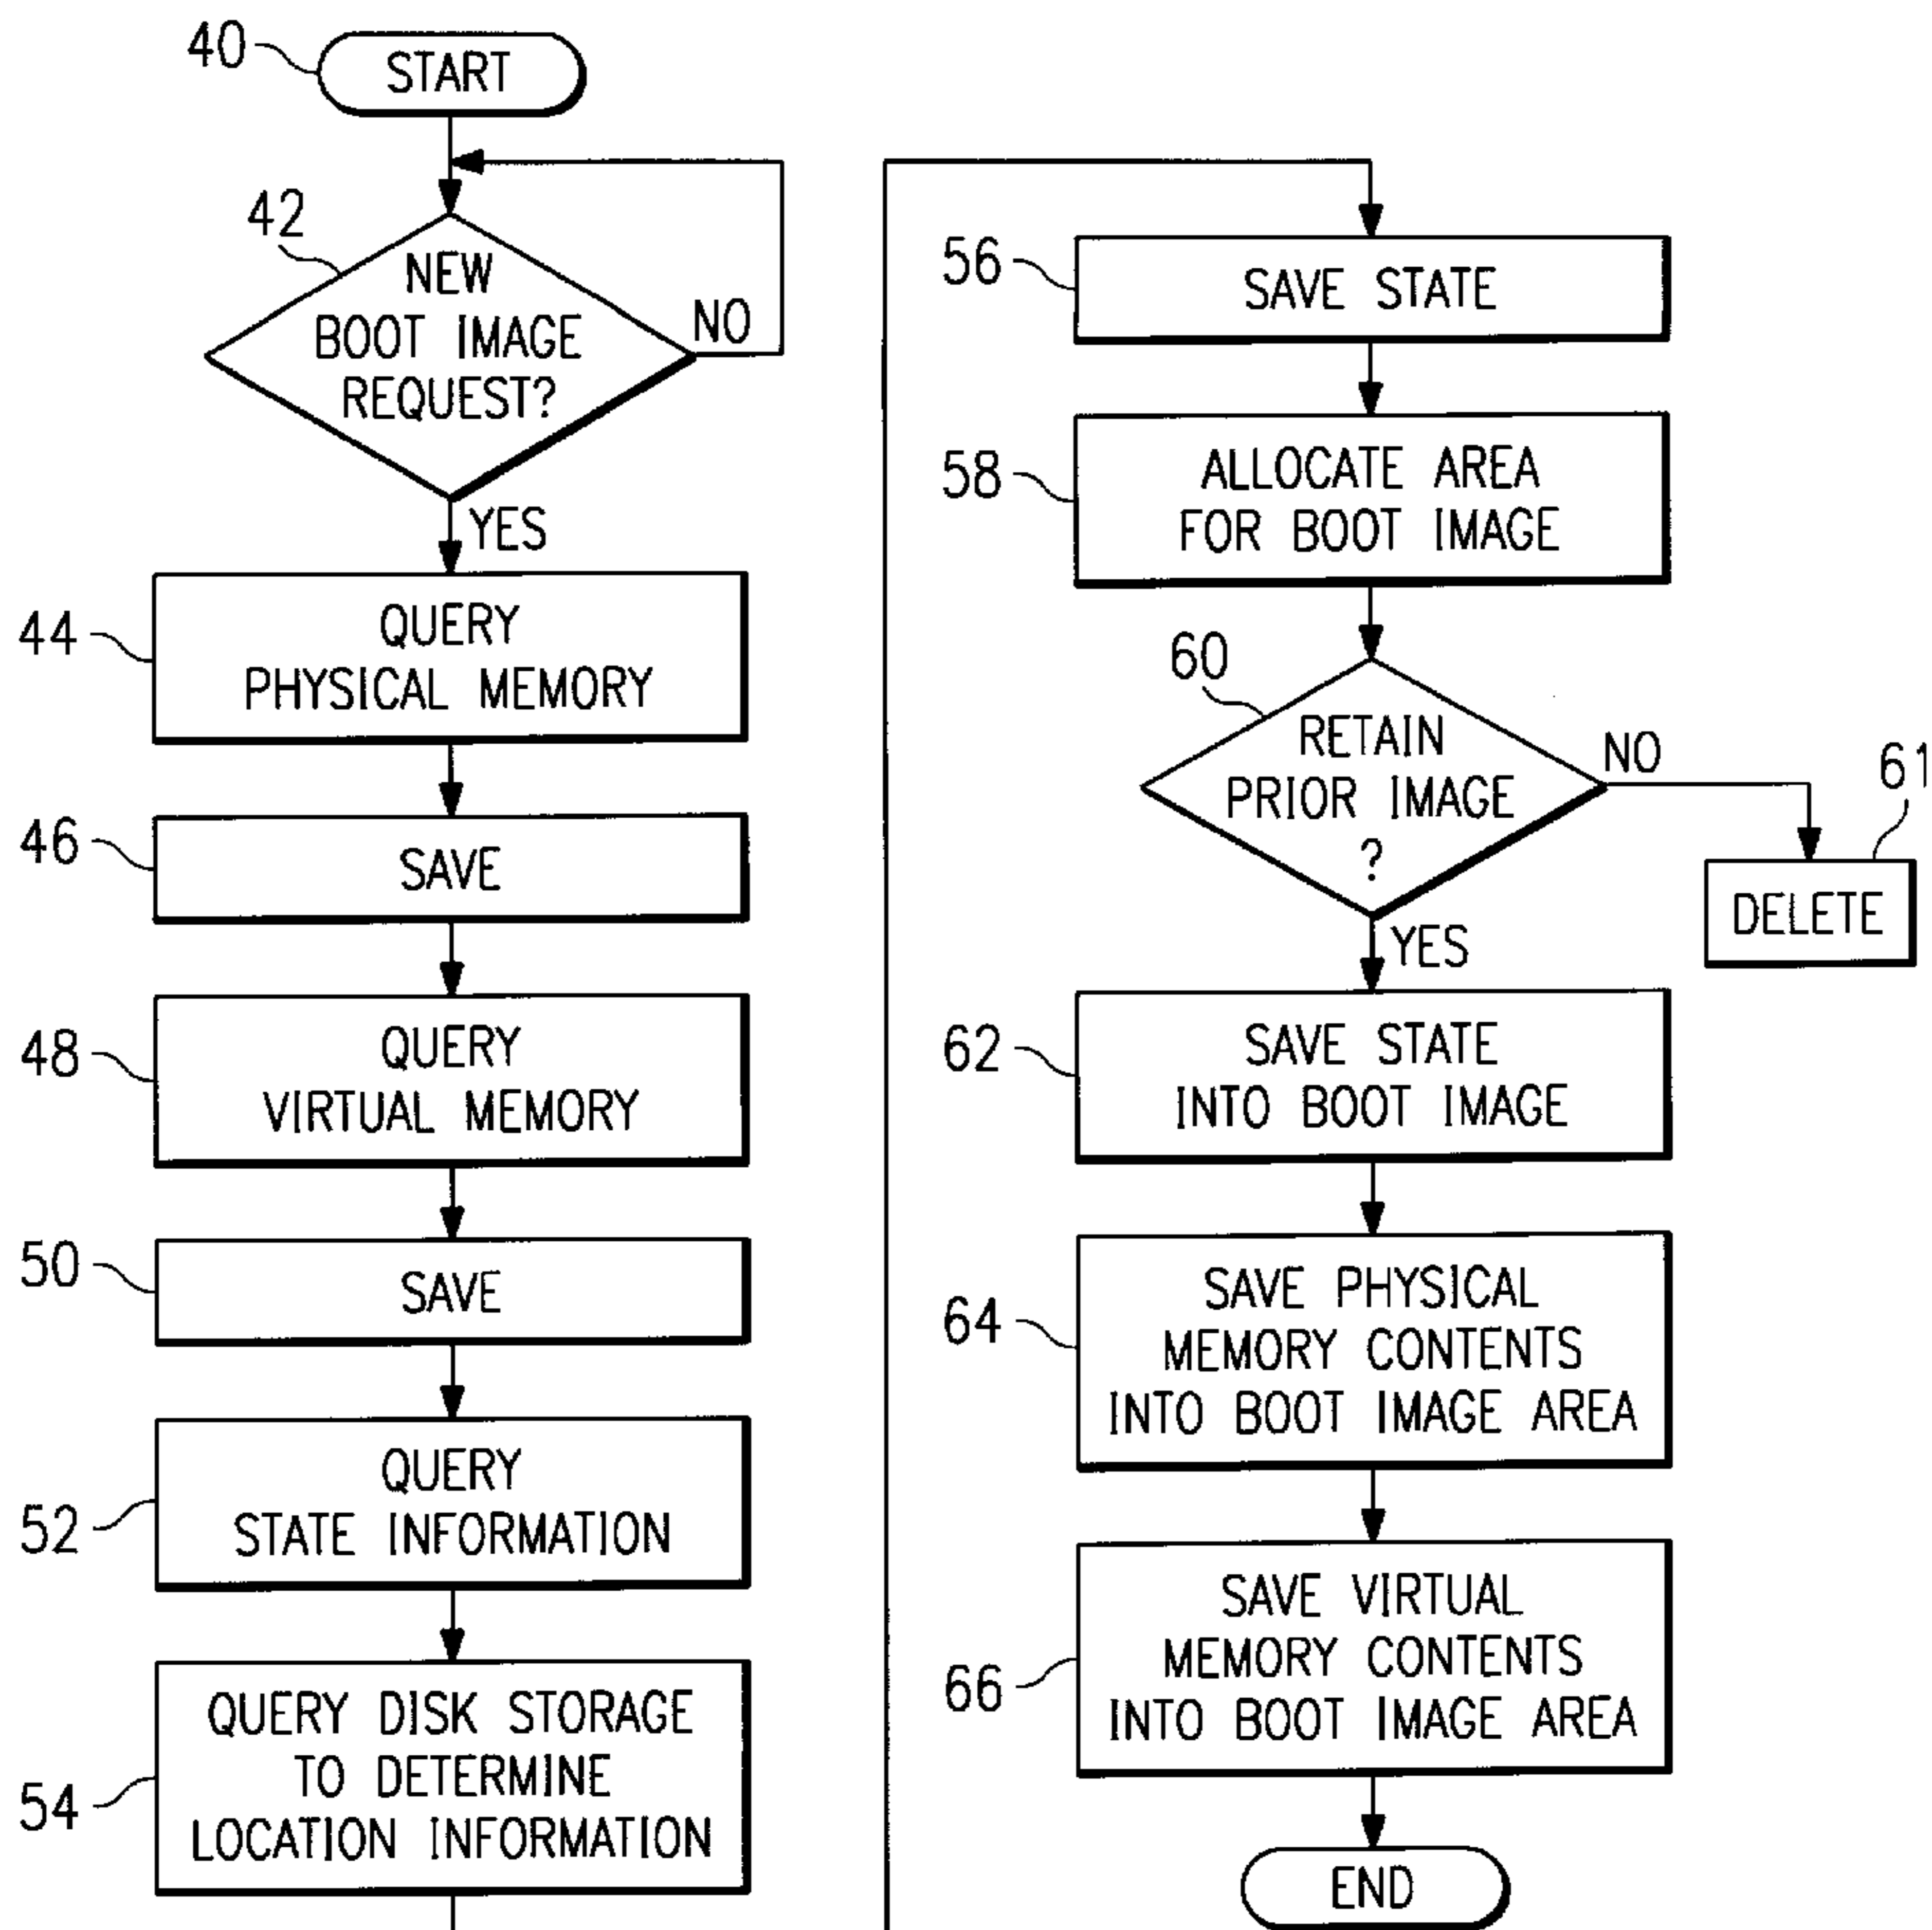 40
START
42
NEW
BOOT IMAGE
REQUEST?
NO
YES
44
QUERY
PHYSICAL MEMORY
46
SAVE
48
QUERY
VIRTUAL MEMORY
50
SAVE
52
QUERY
STATE INFORMATION
54
QUERY DISK STORAGE
TO DETERMINE
LOCATION INFORMATION
56
SAVE STATE
58
ALLOCATE AREA
FOR BOOT IMAGE
60
RETAIN
PRIOR IMAGE
?
NO
61
DELETE
YES
62
SAVE STATE
INTO BOOT IMAGE
64
SAVE PHYSICAL
MEMORY CONTENTS
INTO BOOT IMAGE AREA
66
SAVE VIRTUAL
MEMORY CONTENTS
INTO BOOT IMAGE AREA
END